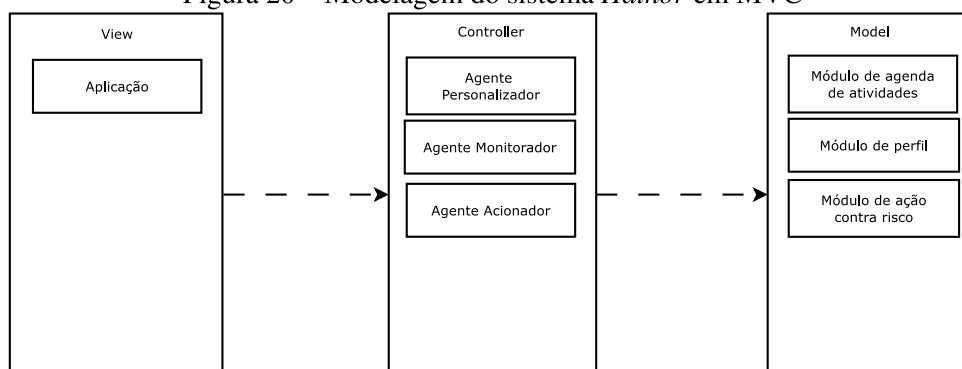 Figura 20 – Modelagem do sistema em MVC
View
Aplicação
Controller
Agente
Personalizador
Agente Monitorador
Agente Acionador
Model
Módulo de agenda
de atividades
Módulo de perfil
Módulo de ação
contra risco